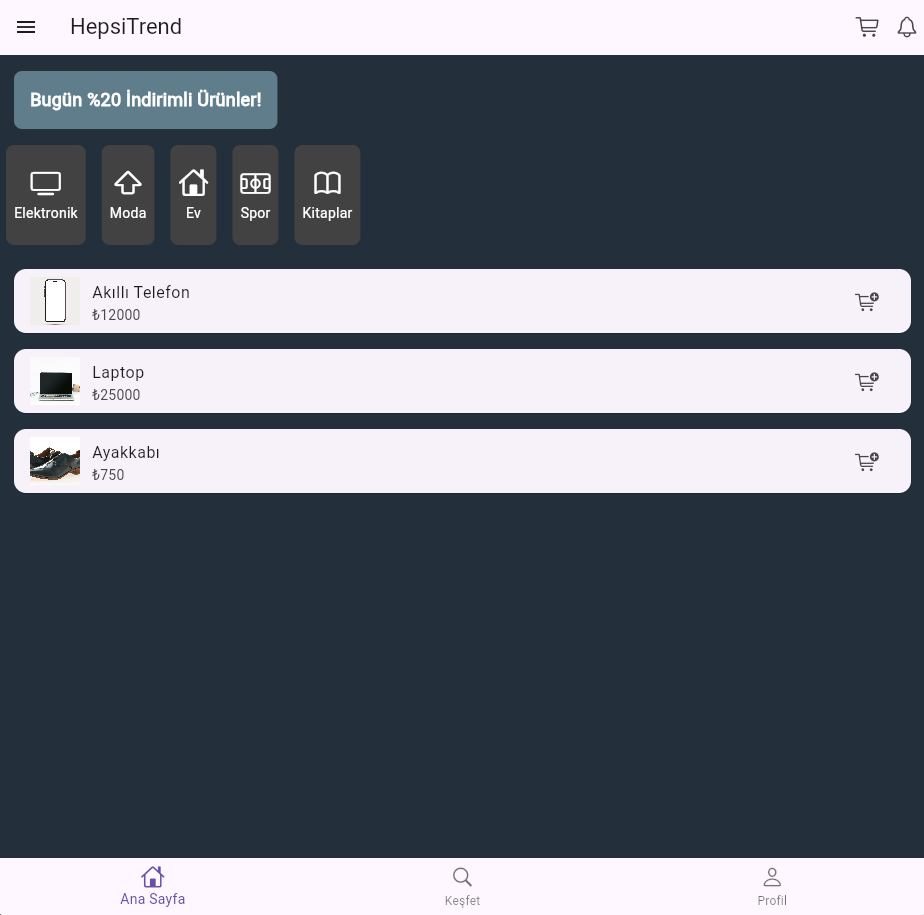 HepsiTrend
Bugün %20 İndirimli Ürünler!
Elektronik
Moda
Ev
Spor
Kitaplar
Akıllı Telefon
₺12000
Laptop
₺25000
Ayakkabı
₺750
Ana Sayfa
Keşfet
Profil